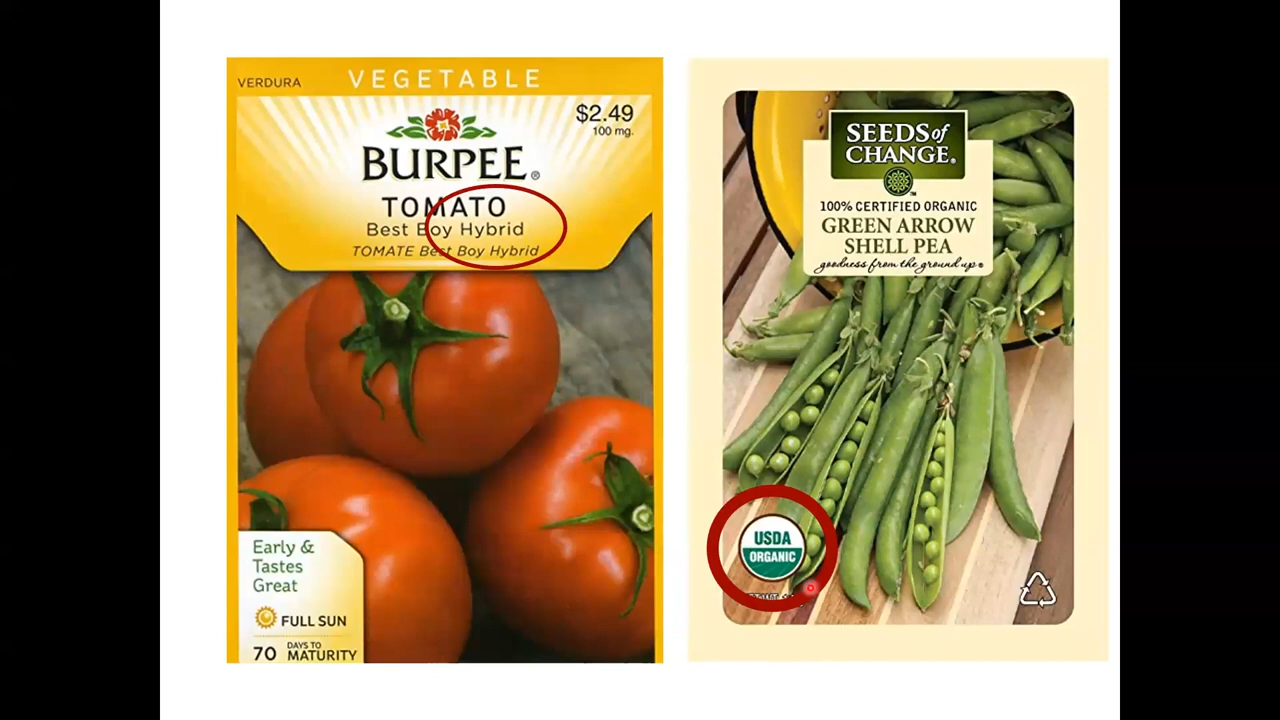 VERDURA
VEGETABLE
$2.49
100 mg.
BURPEE®
TOMATO
Best Boy Hybrid
TOMATE Best Boy Hybrid
Early &
Tastes
Great
FULL SUN
70 DAYS TO
MATURITY
SEEDS of
CHANGE®
TM
100% CERTIFIED ORGANIC
GREEN ARROW
SHELL PEA
goodness from the ground up®
USDA
ORGANIC